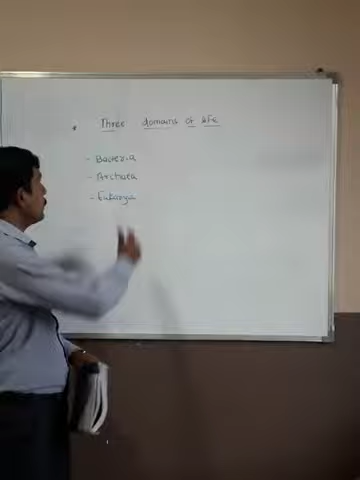 * Three domains of life
- Bacteria
- Archaea
- Eukarya